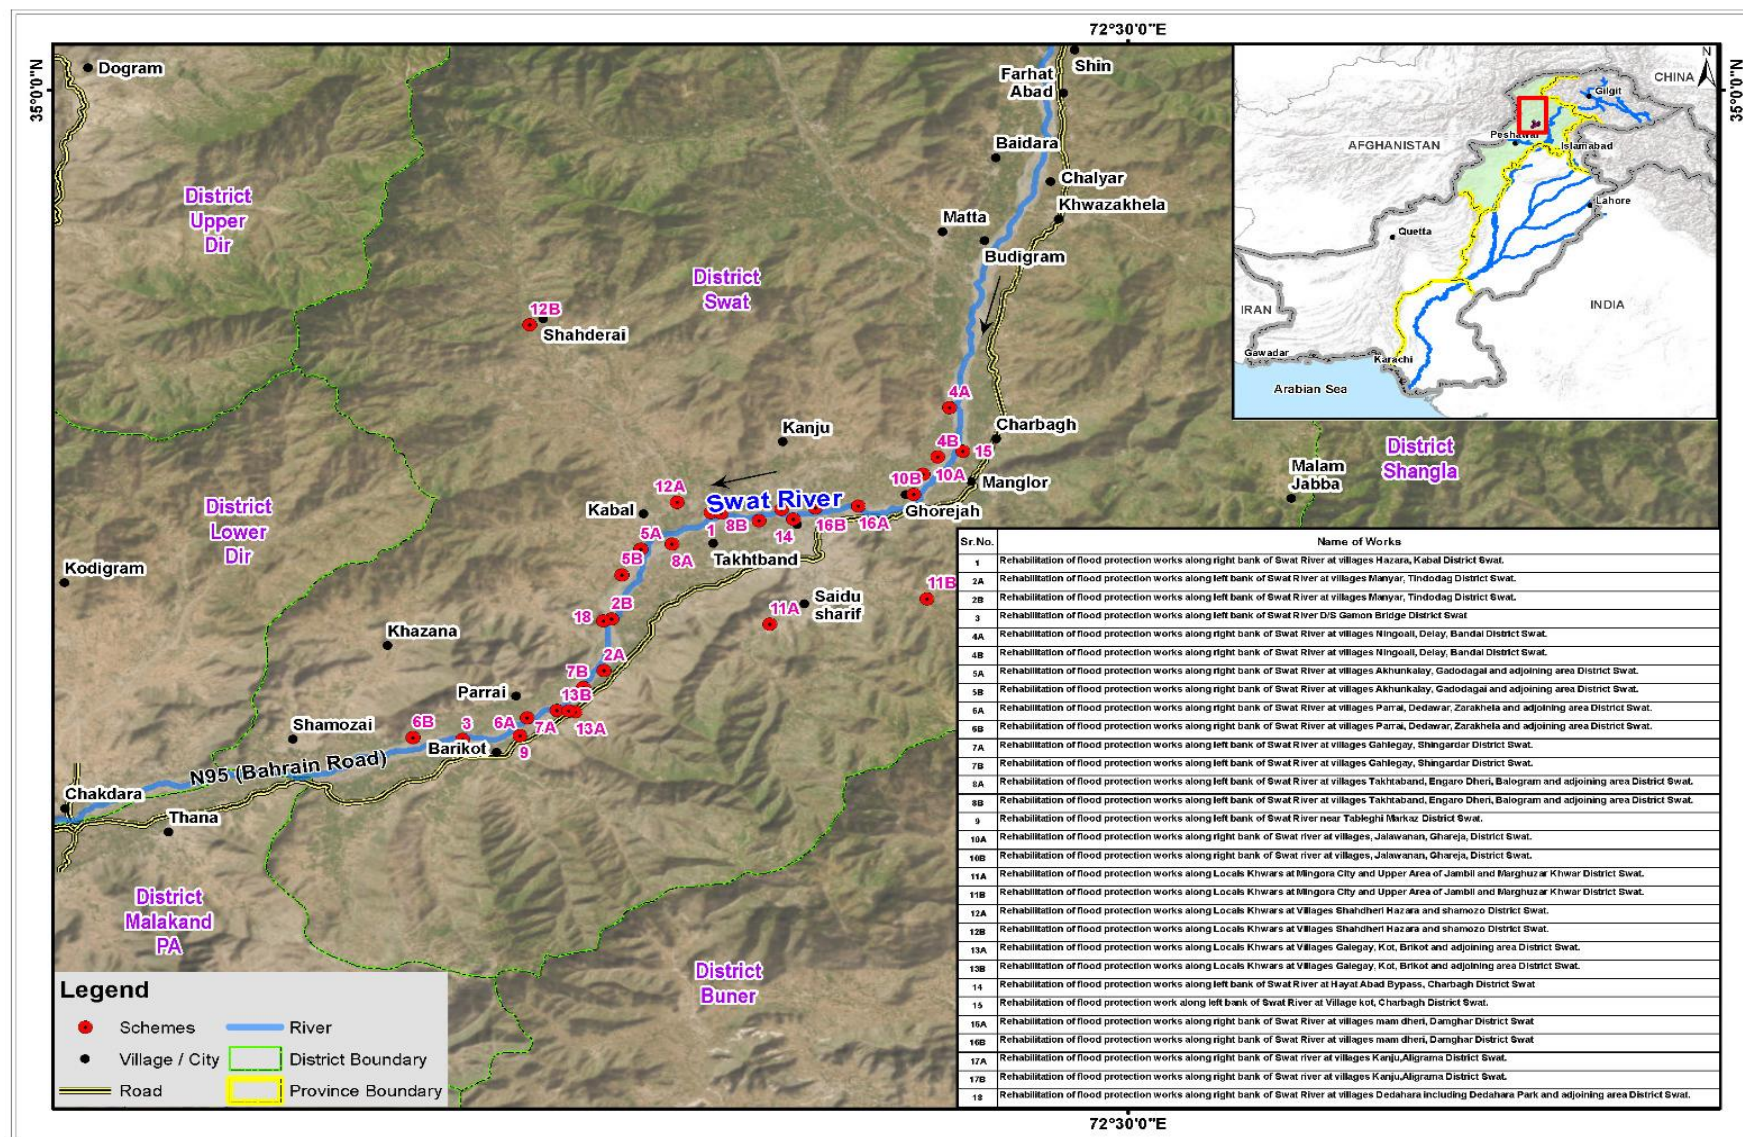 72°30'0"E
35°0'0"N
35°0'0"N
Dogram
Shin
Farhat
Abad
Baidara
Chalyar
Khwazakhela
Matta
Budigram
District
Upper
Dir
District
Swat
12B
Shahderai
4A
Kanju
Charbagh
4B
15
10B
10A
Manglor
12A
Swat River
Kabal
Ghorejah
5A
1
8B
14
16B
16A
5B
8A
Takhtband
District
Lower
Dir
Kodigram
2B
18
11A
Saidu
sharif
11B
Khazana
2A
7B
Parrai
13B
Shamozai
6B
3
6A
7A
13A
Barikot
9
N95 (Bahrain Road)
Chakdara
Thana
District
Malakand
PA
District
Buner
Malam
Jabba
District
Shangla
N
CHINA
Gilgit
AFGHANISTAN
Peshawar
Islamabad
Lahore
Quetta
IRAN
INDIA
Gawadar
Karachi
Arabian Sea
Sr.No. Name of Works
1 Rehabilitation of flood protection works along right bank of Swat River at villages Hazara, Kabal District Swat.
2A Rehabilitation of flood protection works along left bank of Swat River at villages Manyar, Tindodag District Swat.
2B Rehabilitation of flood protection works along left bank of Swat River at villages Manyar, Tindodag District Swat.
3 Rehabilitation of flood protection works along left bank of Swat River D/S Gamon Bridge District Swat
4A Rehabilitation of flood protection works along right bank of Swat River at villages Ningoali, Delay, Bandai District Swat.
4B Rehabilitation of flood protection works along right bank of Swat River at villages Ningoali, Delay, Bandai District Swat.
5A Rehabilitation of flood protection works along right bank of Swat River at villages Akhunkalay, Gadodagai and adjoining area District Swat.
5B Rehabilitation of flood protection works along right bank of Swat River at villages Akhunkalay, Gadodagai and adjoining area District Swat.
6A Rehabilitation of flood protection works along right bank of Swat River at villages Parrai, Dedawar, Zarakhela and adjoining area District Swat.
6B Rehabilitation of flood protection works along right bank of Swat River at villages Parrai, Dedawar, Zarakhela and adjoining area District Swat.
7A Rehabilitation of flood protection works along left bank of Swat River at villages Gahlegay, Shingardar District Swat.
7B Rehabilitation of flood protection works along left bank of Swat River at villages Gahlegay, Shingardar District Swat.
8A Rehabilitation of flood protection works along left bank of Swat River at villages Takhtaband, Engaro Dheri, Balogram and adjoining area District Swat.
8B Rehabilitation of flood protection works along left bank of Swat River at villages Takhtaband, Engaro Dheri, Balogram and adjoining area District Swat.
9 Rehabilitation of flood protection works along left bank of Swat River near Tableghi Markaz District Swat.
10A Rehabilitation of flood protection works along right bank of Swat river at villages, Jalawanan, Ghareja, District Swat.
10B Rehabilitation of flood protection works along right bank of Swat river at villages, Jalawanan, Ghareja, District Swat.
11A Rehabilitation of flood protection works along Locals Khwars at Mingora City and Upper Area of Jambil and Marghuzar Khwar District Swat.
11B Rehabilitation of flood protection works along Locals Khwars at Mingora City and Upper Area of Jambil and Marghuzar Khwar District Swat.
12A Rehabilitation of flood protection works along Locals Khwars at Villages Shahdheri Hazara and shamozo District Swat.
12B Rehabilitation of flood protection works along Locals Khwars at Villages Shahdheri Hazara and shamozo District Swat.
13A Rehabilitation of flood protection works along Locals Khwars at Villages Galegay, Kot, Brikot and adjoining area District Swat.
13B Rehabilitation of flood protection works along Locals Khwars at Villages Galegay, Kot, Brikot and adjoining area District Swat.
14 Rehabilitation of flood protection works along left bank of Swat River at Hayat Abad Bypass, Charbagh District Swat
15 Rehabilitation of flood protection work along left bank of Swat River at Village kot, Charbagh District Swat.
16A Rehabilitation of flood protection works along right bank of Swat River at villages mam dheri, Damghar District Swat
16B Rehabilitation of flood protection works along right bank of Swat River at villages mam dheri, Damghar District Swat
17A Rehabilitation of flood protection works along right bank of Swat river at villages Kanju,Aligrama District Swat.
17B Rehabilitation of flood protection works along right bank of Swat river at villages Kanju,Aligrama District Swat.
18 Rehabilitation of flood protection works along right bank of Swat River at villages Dedahara including Dedahara Park and adjoining area District Swat.
Legend
Schemes
River
Village / City
District Boundary
Road
Province Boundary
72°30'0"E